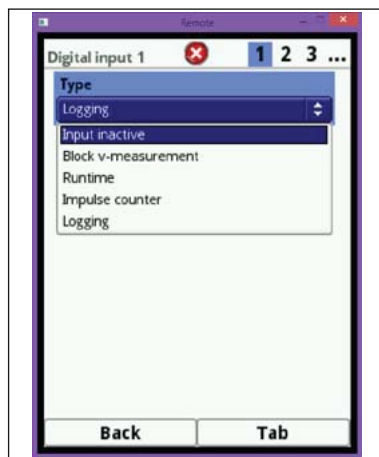 Remote
Digital input 1 1 2 3 ...
Type
Logging
Input inactive
Block v-measurement
Runtime
Impulse counter
Logging
Back Tab